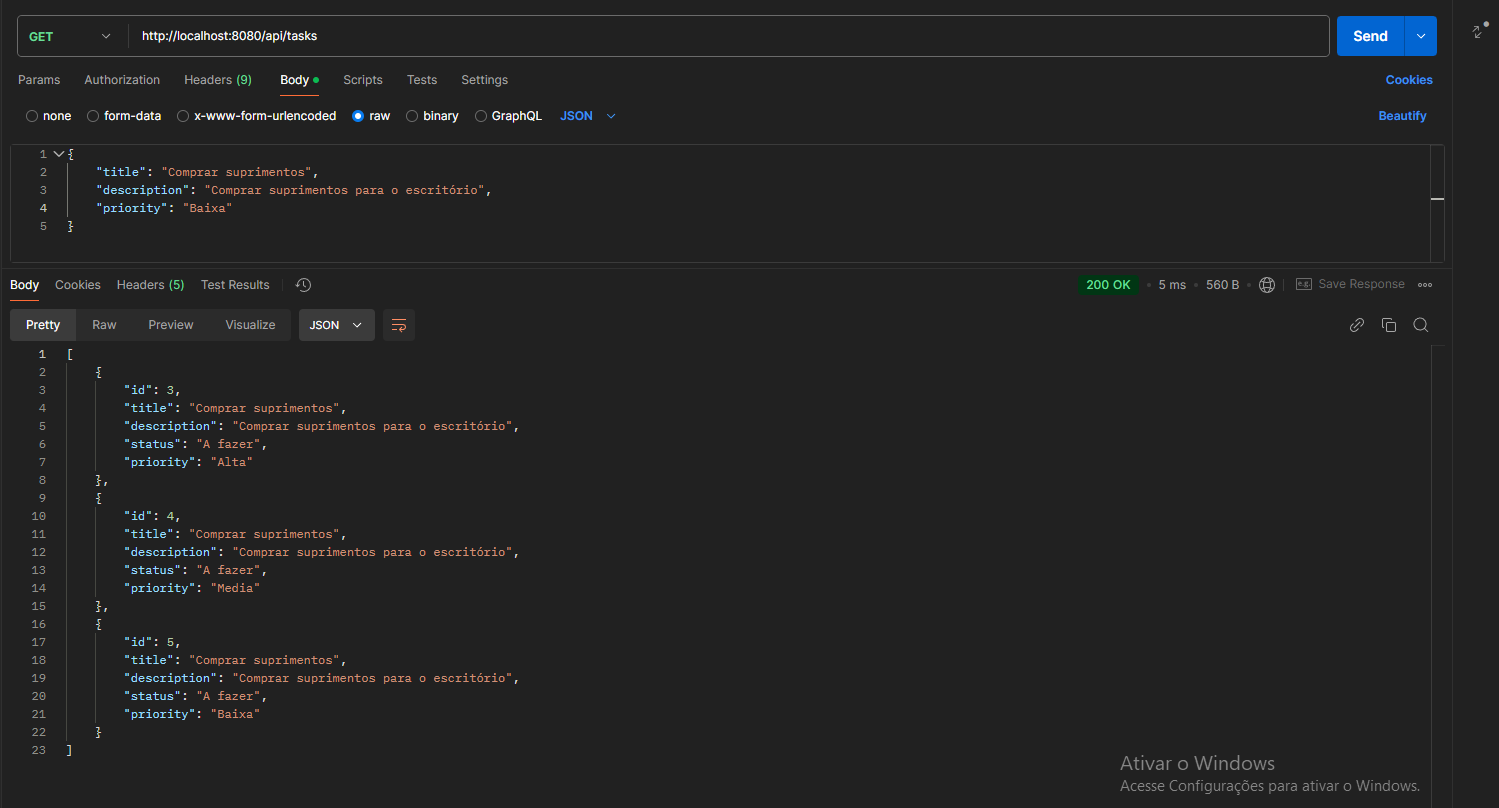 GET http://localhost:8080/api/tasks Send
Params Authorization Headers (9) Body Scripts Tests Settings Cookies
none form-data x-www-form-urlencoded raw binary GraphQL JSON Beautify
1 {
2 "title": "Comprar suprimentos",
3 "description": "Comprar suprimentos para o escritório",
4 "priority": "Baixa"
5 }
Body Cookies Headers (5) Test Results 200 OK 5 ms 560 B Save Response
Pretty Raw Preview Visualize JSON
1 [
2 {
3 "id": 3,
4 "title": "Comprar suprimentos",
5 "description": "Comprar suprimentos para o escritório",
6 "status": "A fazer",
7 "priority": "Alta"
8 },
9 {
10 "id": 4,
11 "title": "Comprar suprimentos",
12 "description": "Comprar suprimentos para o escritório",
13 "status": "A fazer",
14 "priority": "Media"
15 },
16 {
17 "id": 5,
18 "title": "Comprar suprimentos",
19 "description": "Comprar suprimentos para o escritório",
20 "status": "A fazer",
21 "priority": "Baixa"
22 }
23 ]
Ativar o Windows
Acesse Configurações para ativar o Windows.